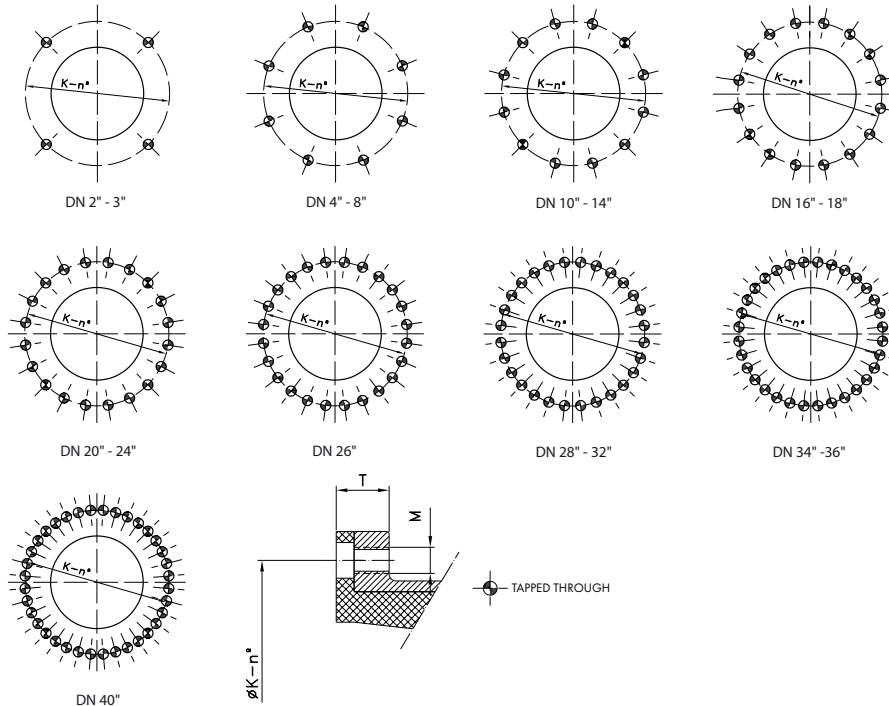 K-n°
K-n°
K-n°
K-n°
DN 2" - 3"
DN 4" - 8"
DN 10" - 14"
DN 16" - 18"
K-n°
K-n°
K-n°
K-n°
DN 20" - 24"
DN 26"
DN 28" - 32"
DN 34" -36"
T
M
K-n°
TAPPED THROUGH
øK-n°
DN 40"